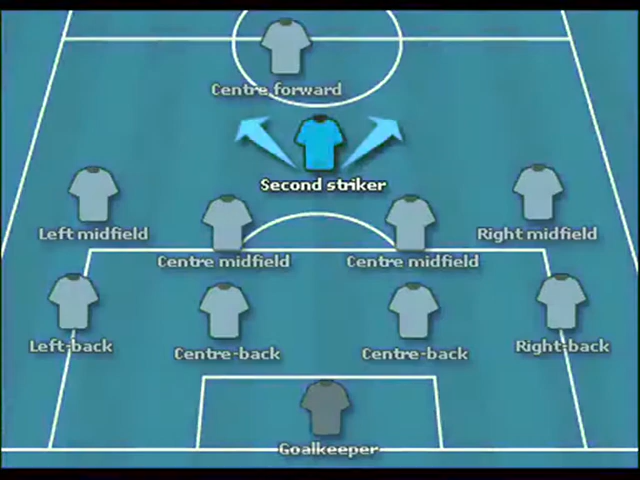 Centre forward
Second striker
Left midfield
Right midfield
Centre midfield
Centre midfield
Left-back
Right-back
Centre-back
Centre-back
Goalkeeper